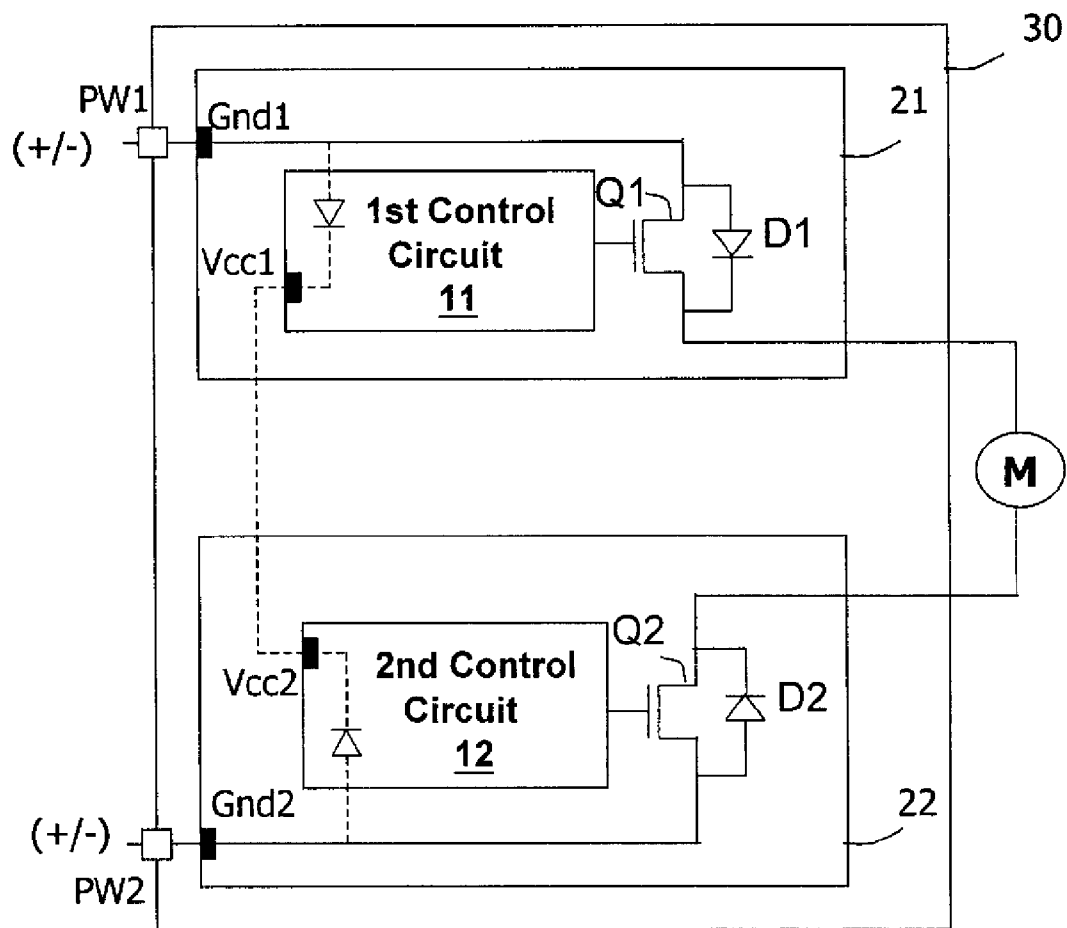 30
PW1
Gnd1
21
(+/-)
Q1
1st Control
Circuit
11
D1
Vcc1
M
Q2
2nd Control
Circuit
12
D2
Vcc2
Gnd2
22
(+/-)
PW2